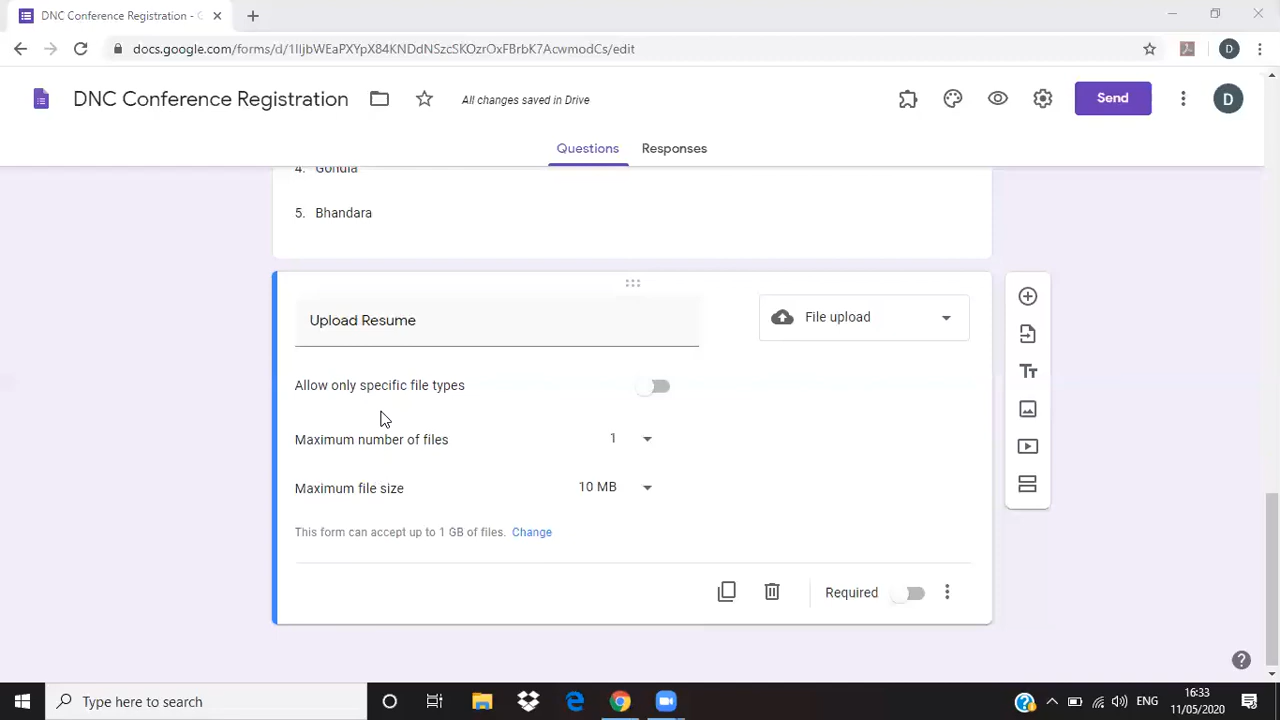 DNC Conference Registration - G
docs.google.com/forms/d/1IljbWEaPXYpX84KNDdNSzcSKOzrOxFBrbK7AcwmodCs/edit
D
DNC Conference Registration
All changes saved in Drive
Send
D
Questions
Responses
4. Gondia
5. Bhandara
Upload Resume
File upload
Allow only specific file types
Maximum number of files
1
Maximum file size
10 MB
This form can accept up to 1 GB of files. Change
Required
Type here to search
ENG
16:33
11/05/2020